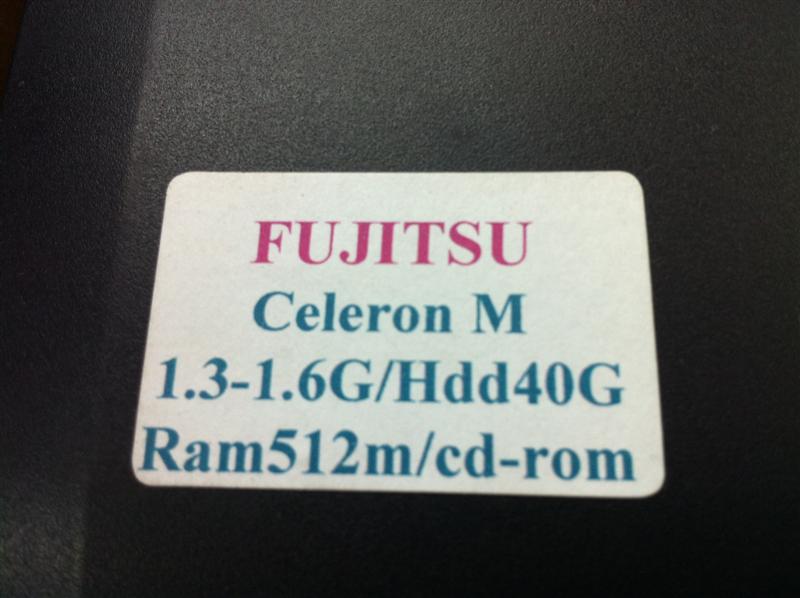 FUJITSU
Celeron M
1.3-1.6G/Hdd40G
Ram512m/cd-rom